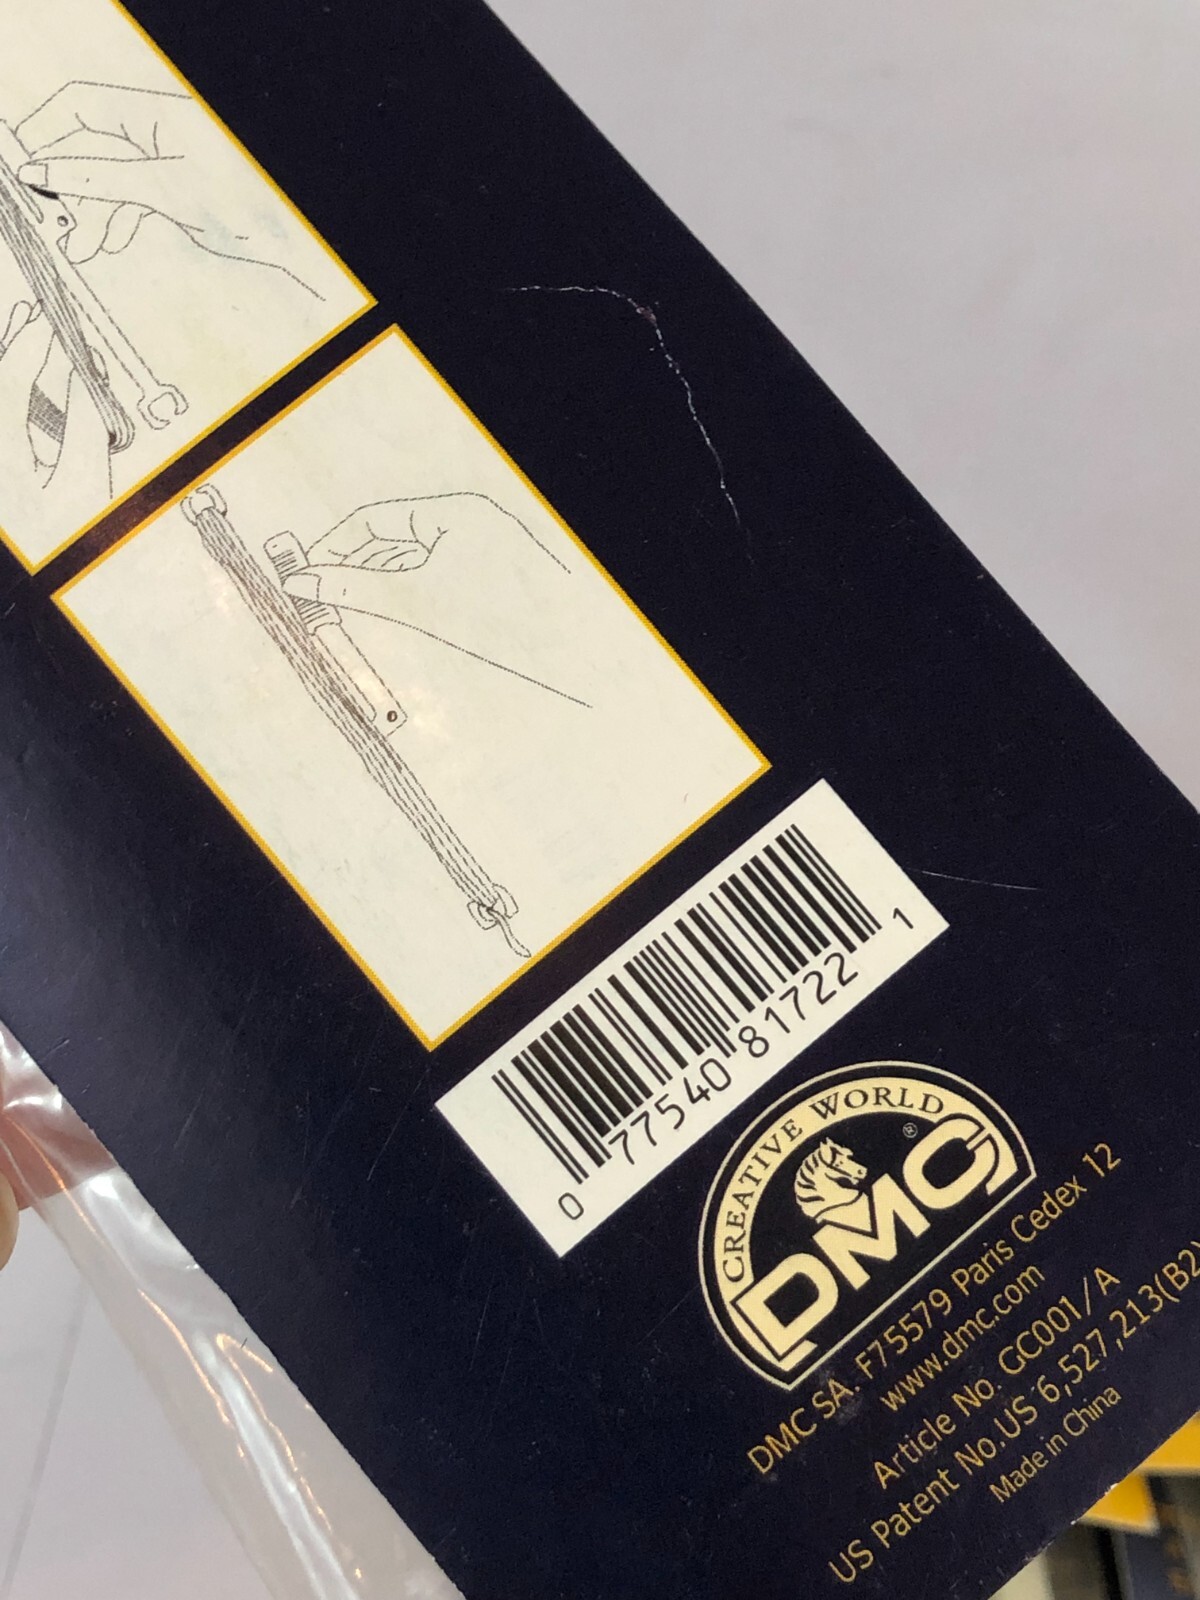 0 77540 81722 1
CREATIVE WORLD
®
DMC
DMC SA. F75579 Paris Cedex 12
www.dmc.com
Article No. GC001/A
US Patent No. US 6,527,213(B2)
Made in China